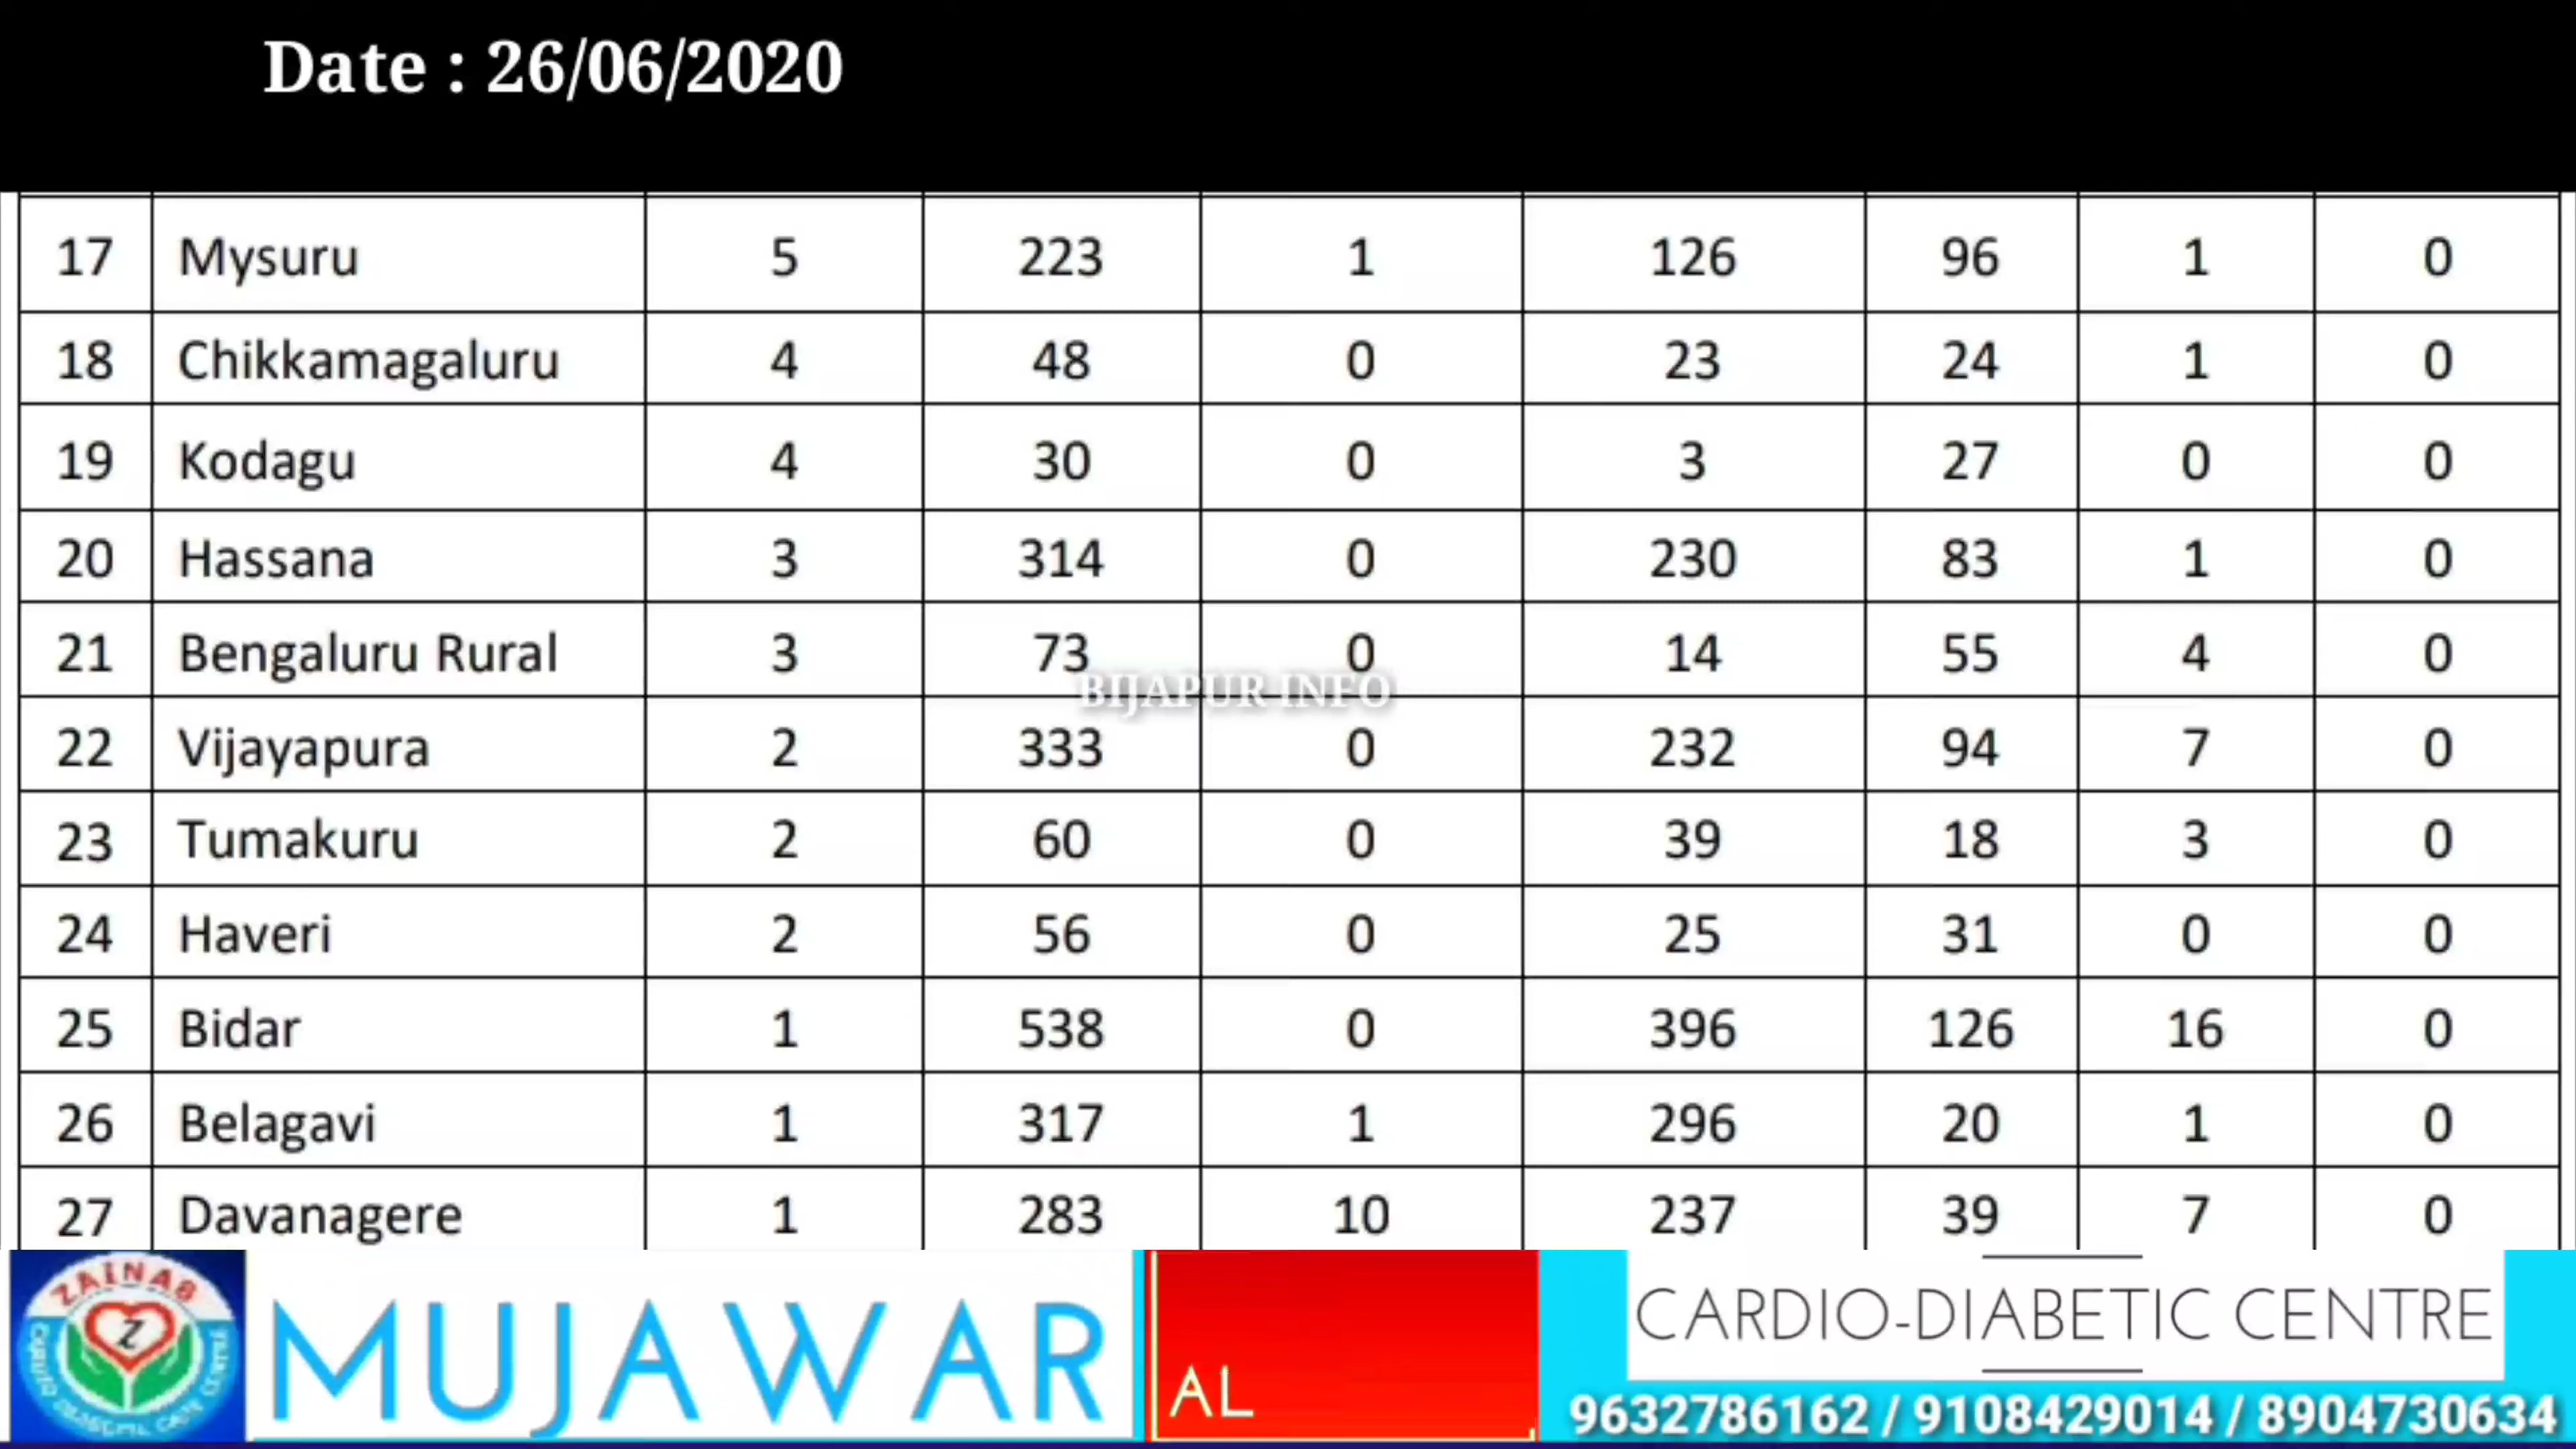 Date : 26/06/2020
17 Mysuru 5 223 1 126 96 1 0
18 Chikkamagaluru 4 48 0 23 24 1 0
19 Kodagu 4 30 0 3 27 0 0
20 Hassana 3 314 0 230 83 1 0
21 Bengaluru Rural 3 73 0 14 55 4 0
BIJAPUR INFO
22 Vijayapura 2 333 0 232 94 7 0
23 Tumakuru 2 60 0 39 18 3 0
24 Haveri 2 56 0 25 31 0 0
25 Bidar 1 538 0 396 126 16 0
26 Belagavi 1 317 1 296 20 1 0
27 Davanagere 1 283 10 237 39 7 0
ZAINAB
Z
MUJAWAR
AL
CARDIO-DIABETIC CENTRE
9632786162 / 9108429014 / 8904730634